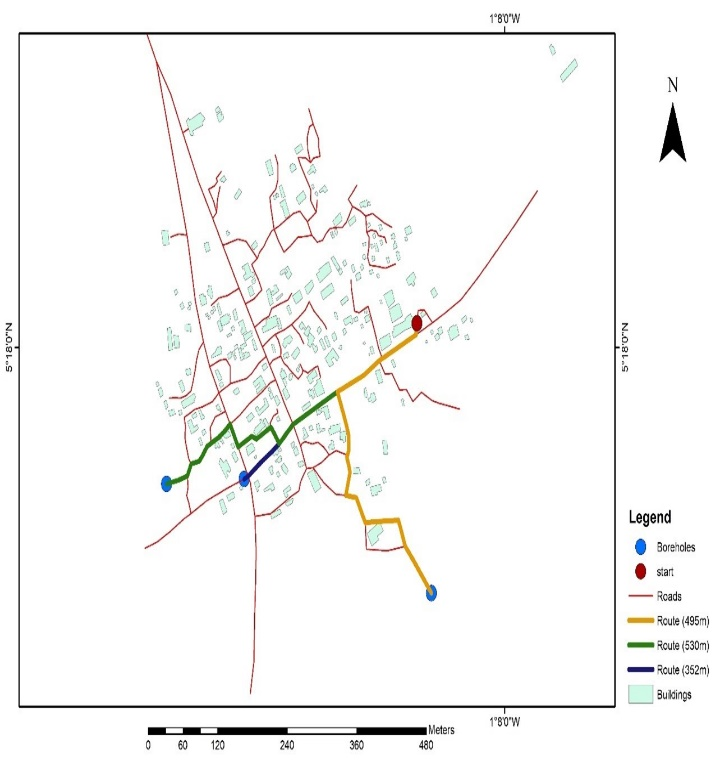 1°8'0"W
N
5°18'0"N
5°18'0"N
Legend
Boreholes
start
Roads
Route (495m)
Route (530m)
Route (352m)
Buildings
1°8'0"W
Meters
0 60 120 240 360 480